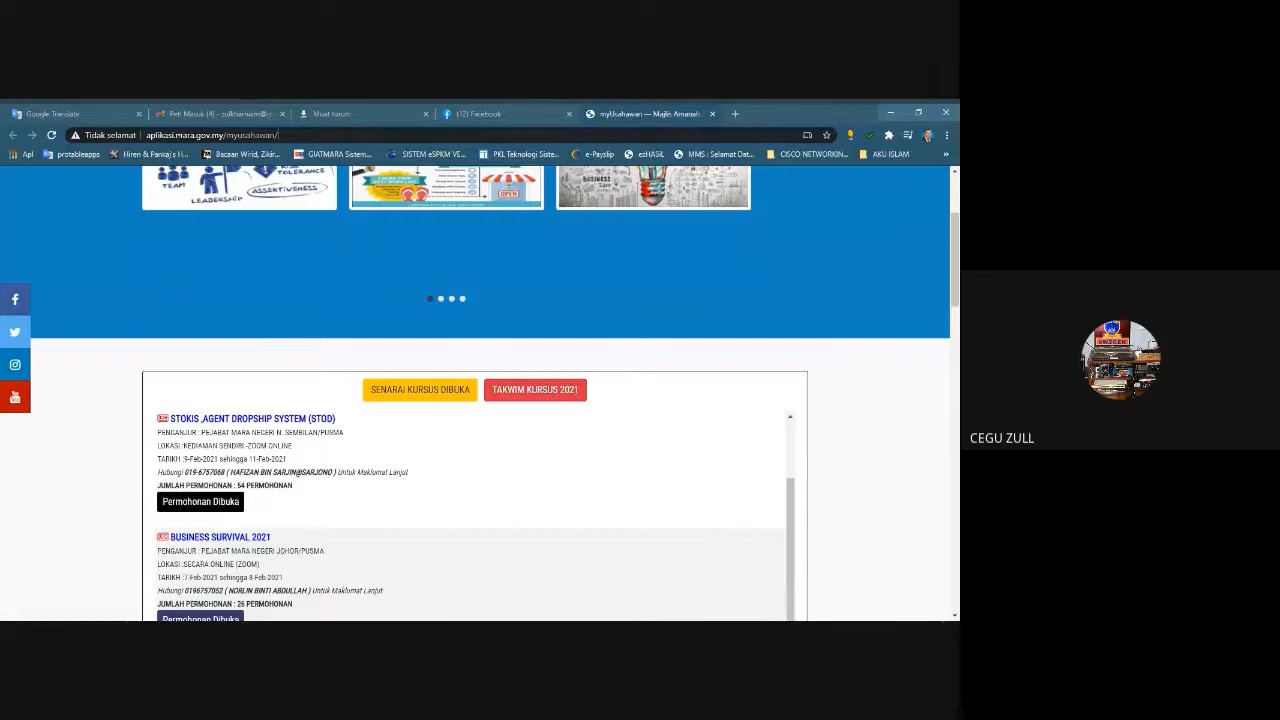 Google Translate
Peti Masuk (4) - zulkbarnaim@g
Muat turun
(12) Facebook
myUsahawan — Majlis Amanah
Tidak selamat
aplikasi.mara.gov.my/myusahawan/
Apl
protableapps
Hiren & Pankaj's H...
Bacaan Wirid, Zikir...
GIATMARA Sistem...
SISTEM eSPKM VE...
PKL Teknologi Siste...
e-Payslip
ezHASiL
MMS : Selamat Dat...
CISCO NETWORKIN...
AKU ISLAM
»
TEAM
LEADERSHIP
TOLERANCE
ASSERTIVENESS
OPEN
BUSINESS
SENARAI KURSUS DIBUKA
TAKWIM KURSUS 2021
STOKIS ,AGENT DROPSHIP SYSTEM (STOD)
PENGANJUR : PEJABAT MARA NEGERI N. SEMBILAN/PUSMA
LOKASI :KEDIAMAN SENDIRI -ZOOM ONLINE
TARIKH :9-Feb-2021 sehingga 11-Feb-2021
Hubungi 019-6757068 ( HAFIZAN BIN SARJIN@SARJONO ) Untuk Maklumat Lanjut
JUMLAH PERMOHONAN : 54 PERMOHONAN
Permohonan Dibuka
BUSINESS SURVIVAL 2021
PENGANJUR : PEJABAT MARA NEGERI JOHOR/PUSMA
LOKASI :SECARA ONLINE (ZOOM)
TARIKH :7-Feb-2021 sehingga 8-Feb-2021
Hubungi 0196757052 ( NORLIN BINTI ABDULLAH ) Untuk Maklumat Lanjut
JUMLAH PERMOHONAN : 26 PERMOHONAN
Permohonan Dibuka
CEGU ZULL